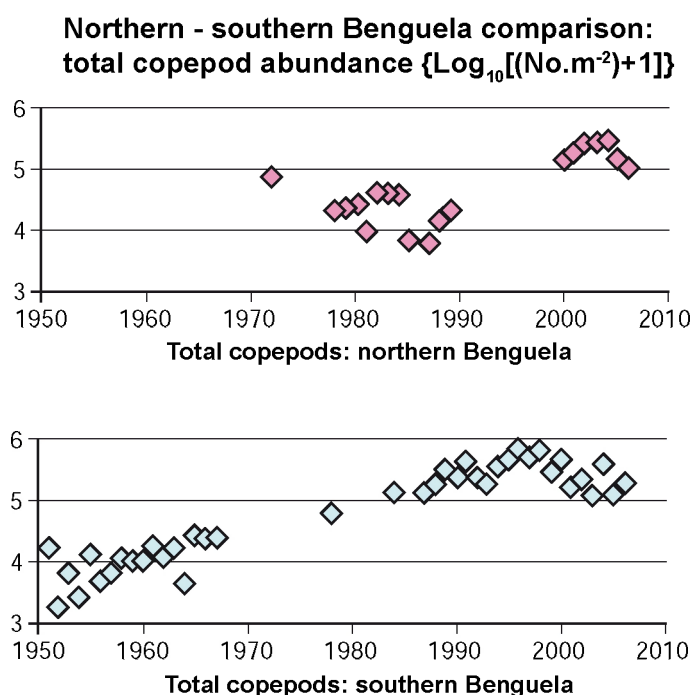 Northern - southern Benguela comparison:
total copepod abundance {Log₁₀[(No.m⁻²)+1]}
6
5
4
3
1950 1960 1970 1980 1990 2000 2010
Total copepods: northern Benguela
6
5
4
3
1950 1960 1970 1980 1990 2000 2010
Total copepods: southern Benguela